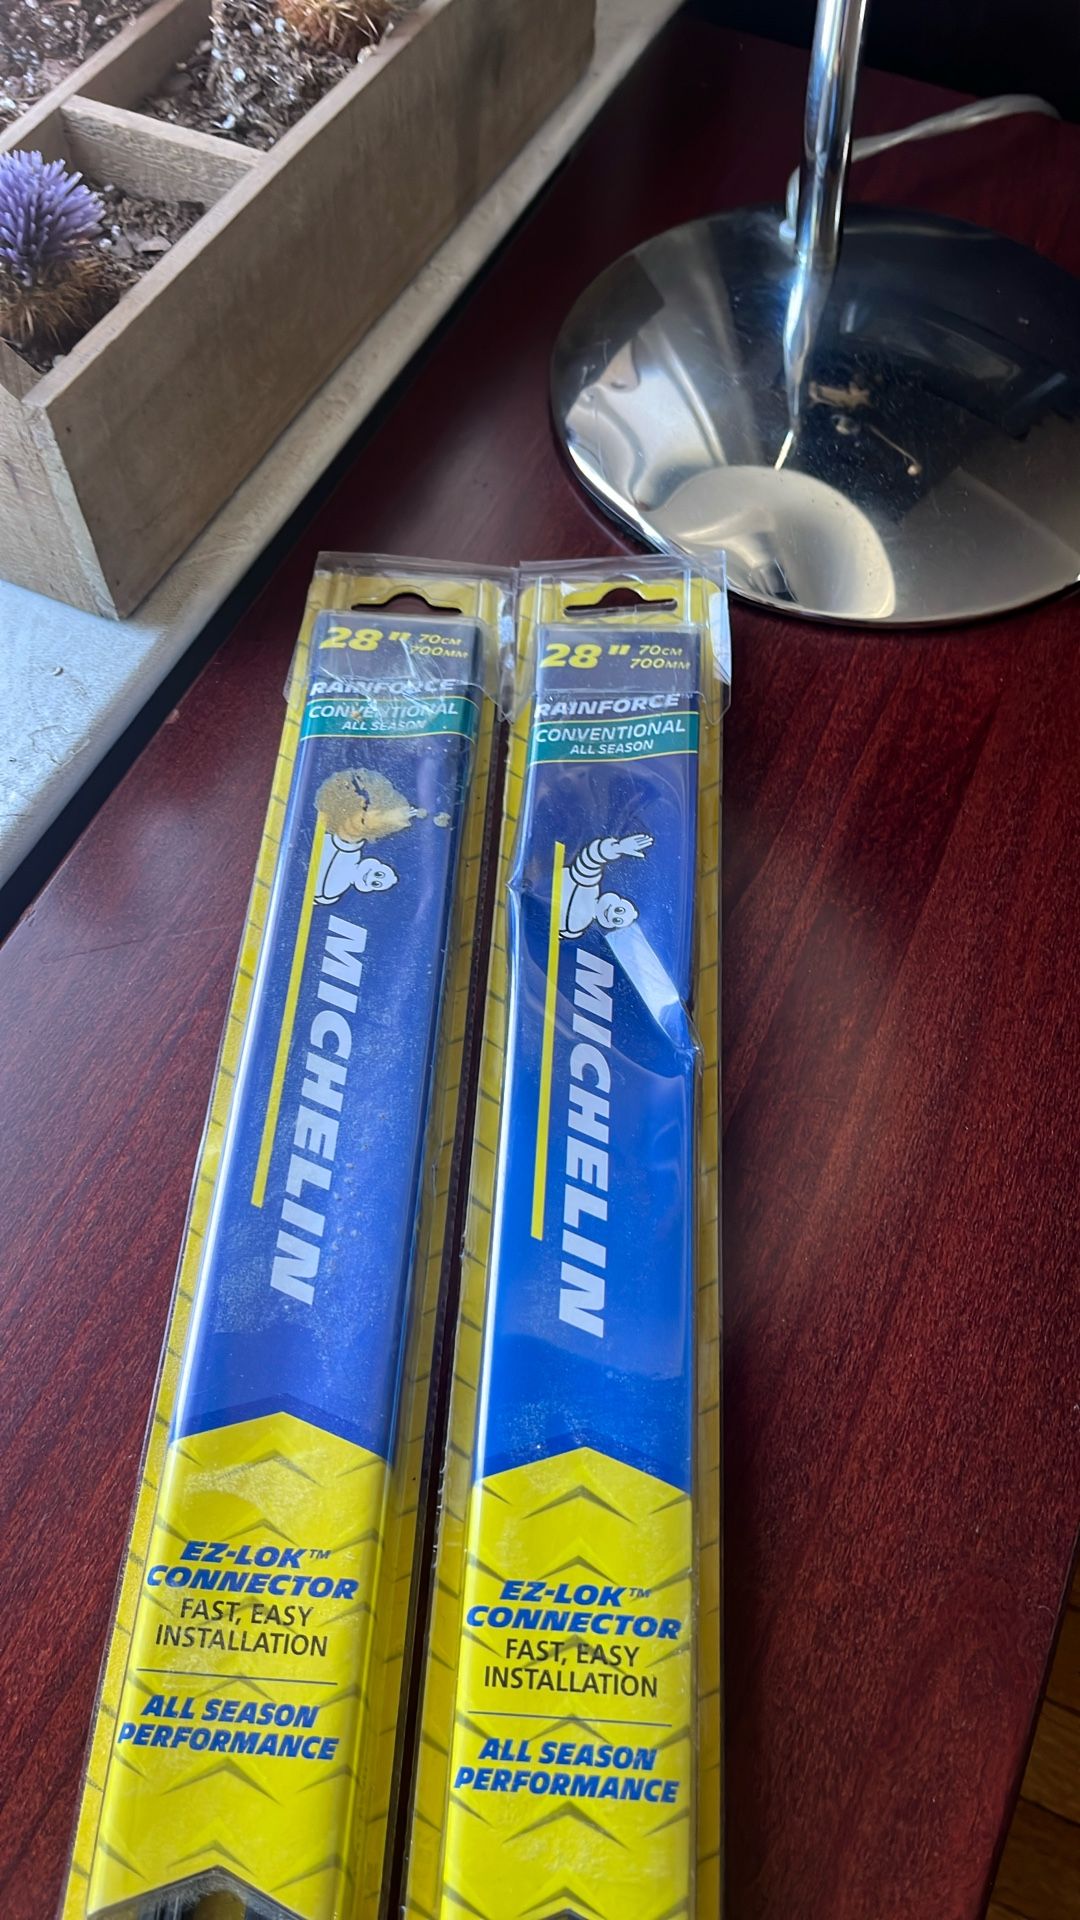 28" 70CM
700MM
RAINFORCE
CONVENTIONAL
ALL SEASON
MICHELIN
EZ-LOK™
CONNECTOR
FAST, EASY
INSTALLATION
ALL SEASON
PERFORMANCE
28" 70CM
700MM
RAINFORCE™
CONVENTIONAL
ALL SEASON
MICHELIN
EZ-LOK™
CONNECTOR
FAST, EASY
INSTALLATION
ALL SEASON
PERFORMANCE